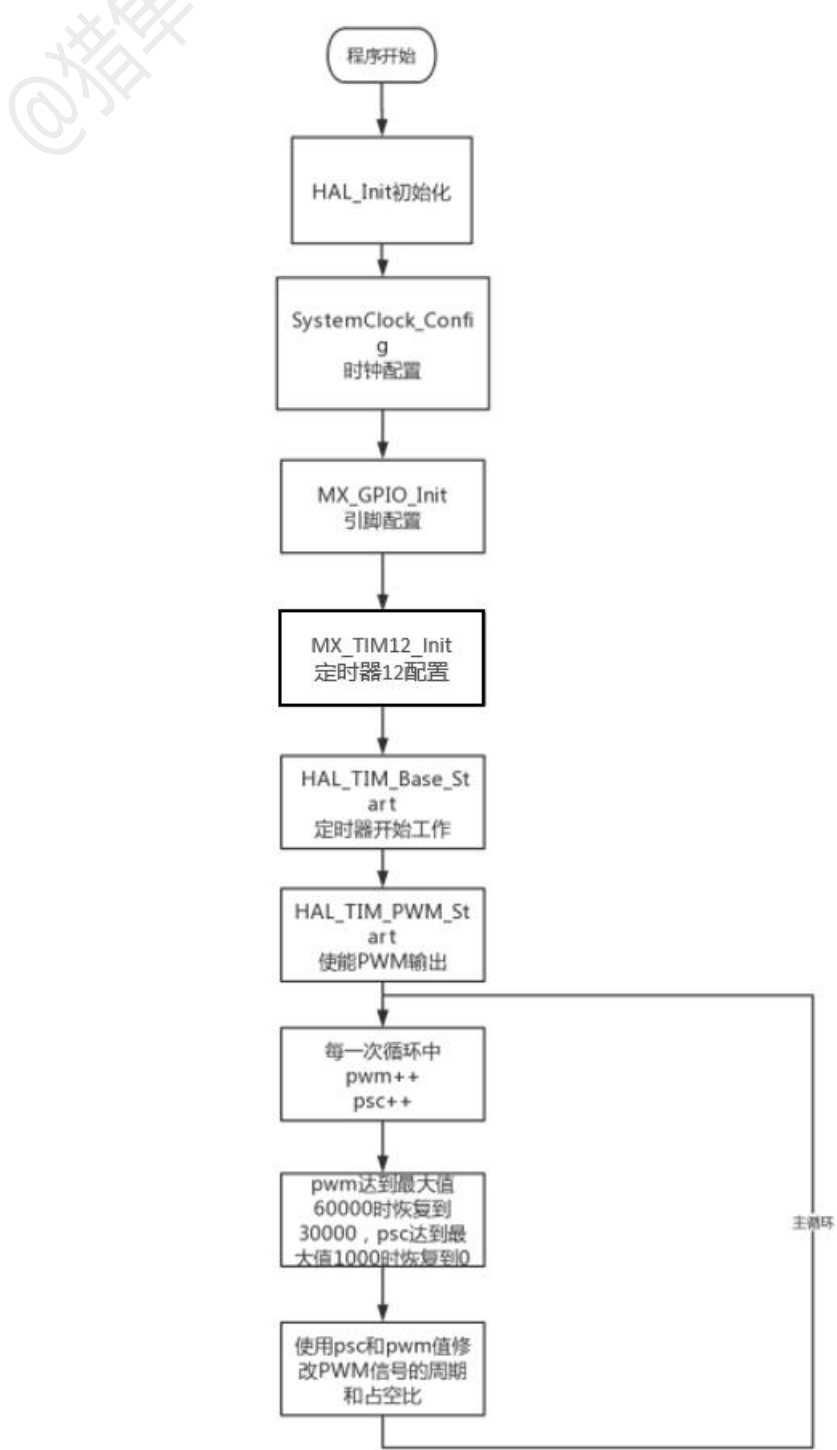 @猎隼
程序开始
HAL_Init初始化
SystemClock_Confi
g
时钟配置
MX_GPIO_Init
引脚配置
MX_TIM12_Init
定时器12配置
HAL_TIM_Base_St
art
定时器开始工作
HAL_TIM_PWM_St
art
使能PWM输出
每一次循环中
pwm++
psc++
pwm达到最大值
60000时恢复到
30000，psc达到最
大值1000时恢复到0
主循环
使用psc和pwm值修
改PWM信号的周期
和占空比